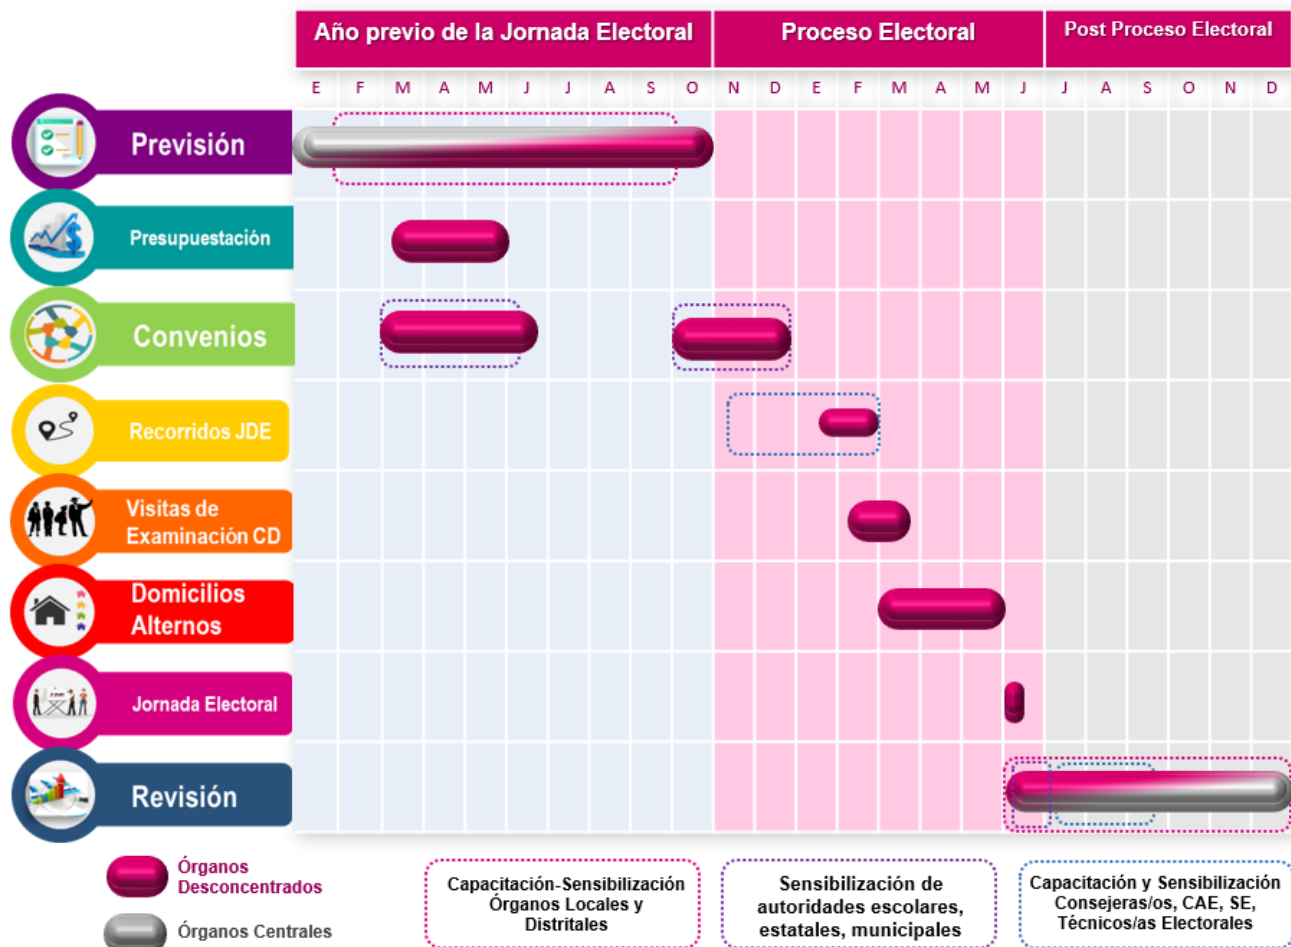 Año previo de la Jornada Electoral
Proceso Electoral
Post Proceso Electoral
E F M A M J J A S O N D E F M A M J J A S O N D
Previsión
Presupuestación
Convenios
Recorridos JDE
Visitas de
Examinación CD
Domicilios
Alternos
Jornada Electoral
Revisión
Órganos
Desconcentrados
Órganos Centrales
Capacitación-Sensibilización
Órganos Locales y
Distritales
Sensibilización de
autoridades escolares,
estatales, municipales
Capacitación y Sensibilización
Consejeras/os, CAE, SE,
Técnicos/as Electorales